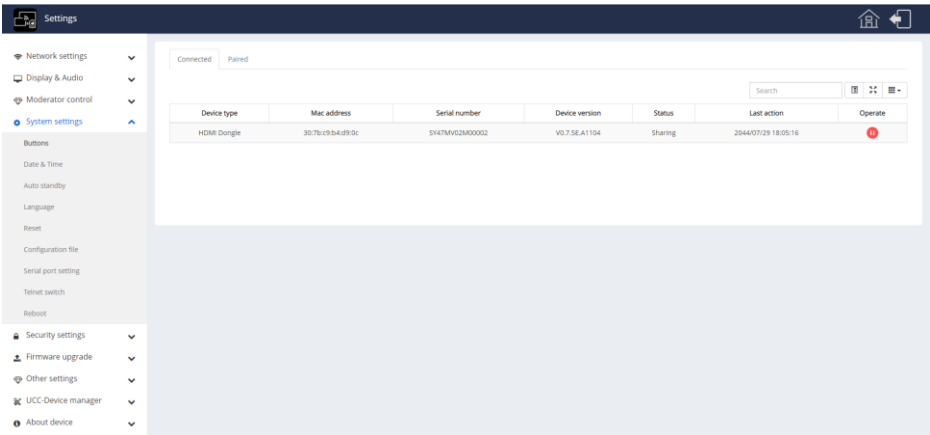 Settings
Network settings
Display & Audio
Moderator control
System settings
Buttons
Date & Time
Auto standby
Language
Reset
Configuration file
Serial port setting
Telnet switch
Reboot
Security settings
Firmware upgrade
Other settings
UCC-Device manager
About device
Connected Paired
Search
Device type Mac address Serial number Device version Status Last action Operate
HDMI Dongle 30:7b:c9:b4:d9:0c SY47MV02M00002 V0.7.SE.A1104 Sharing 2044/07/29 18:05:16